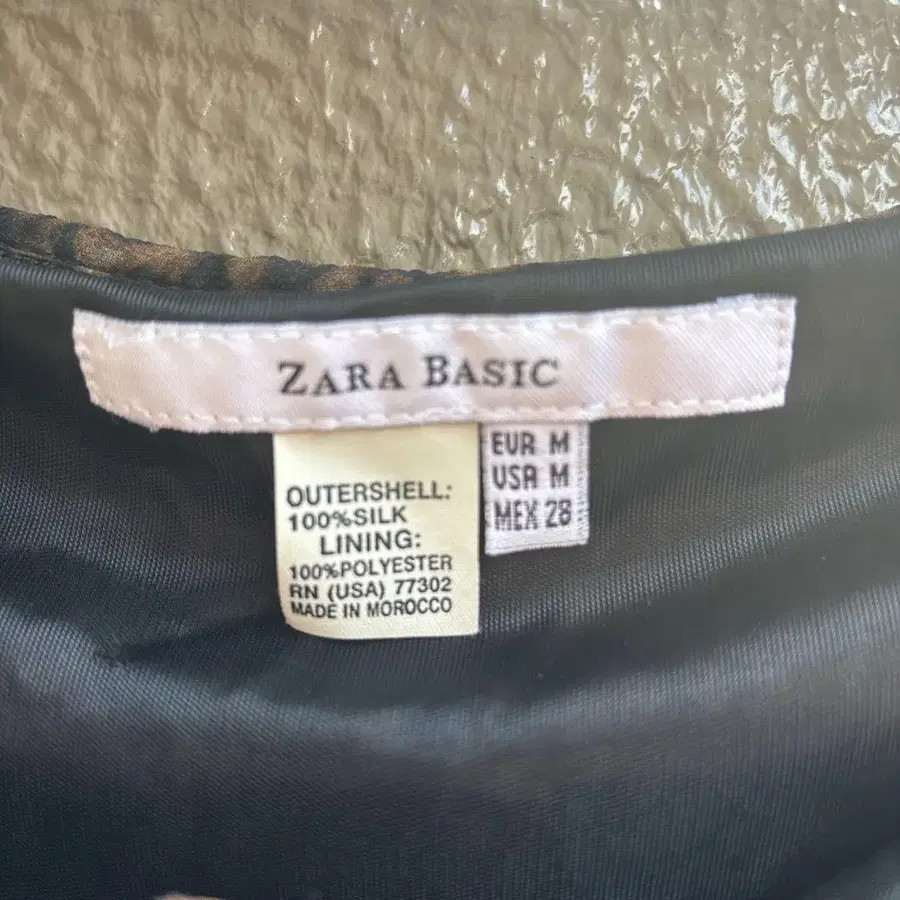 ZARA BASIC
OUTERSHELL:
100%SILK
LINING:
100%POLYESTER
RN (USA) 77302
MADE IN MOROCCO
EUR M
USA M
MEX 28